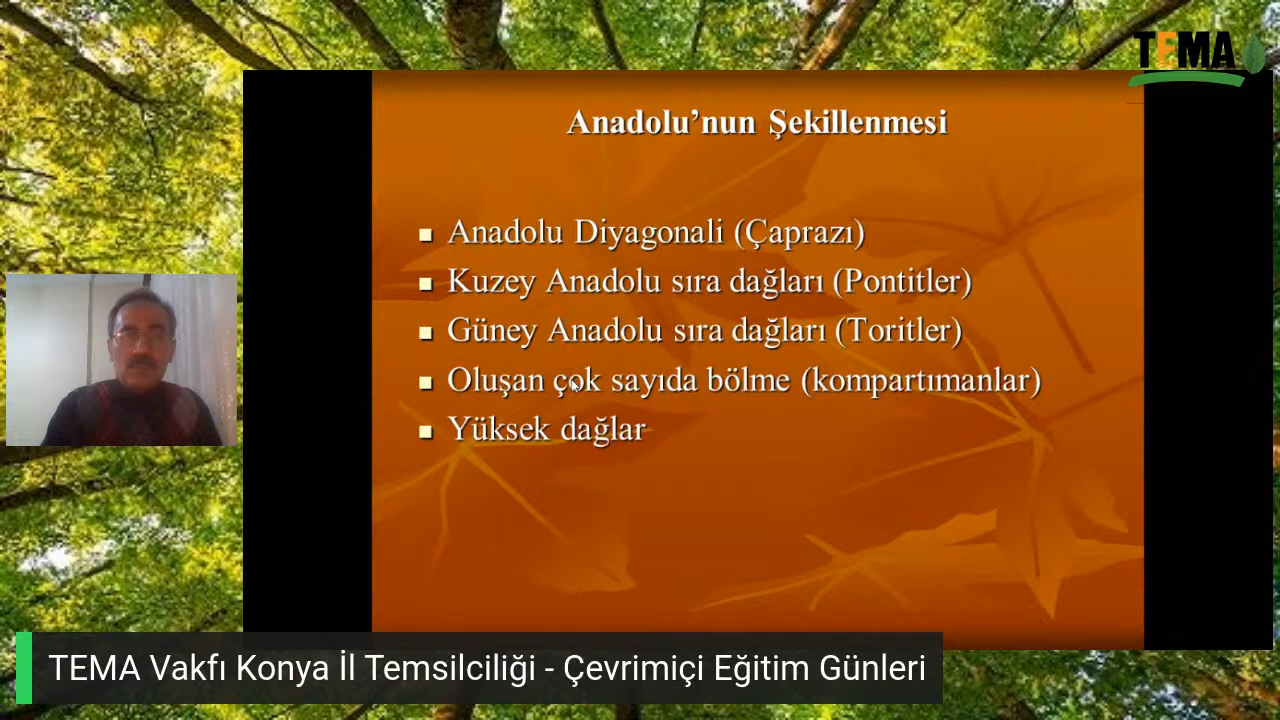 TEMA
Anadolu'nun Şekillenmesi
Anadolu Diyagonali (Çaprazı)
Kuzey Anadolu sıra dağları (Pontitler)
Güney Anadolu sıra dağları (Toritler)
Oluşan çok sayıda bölme (kompartımanlar)
Yüksek dağlar
TEMA Vakfı Konya İl Temsilciliği - Çevrimiçi Eğitim Günleri